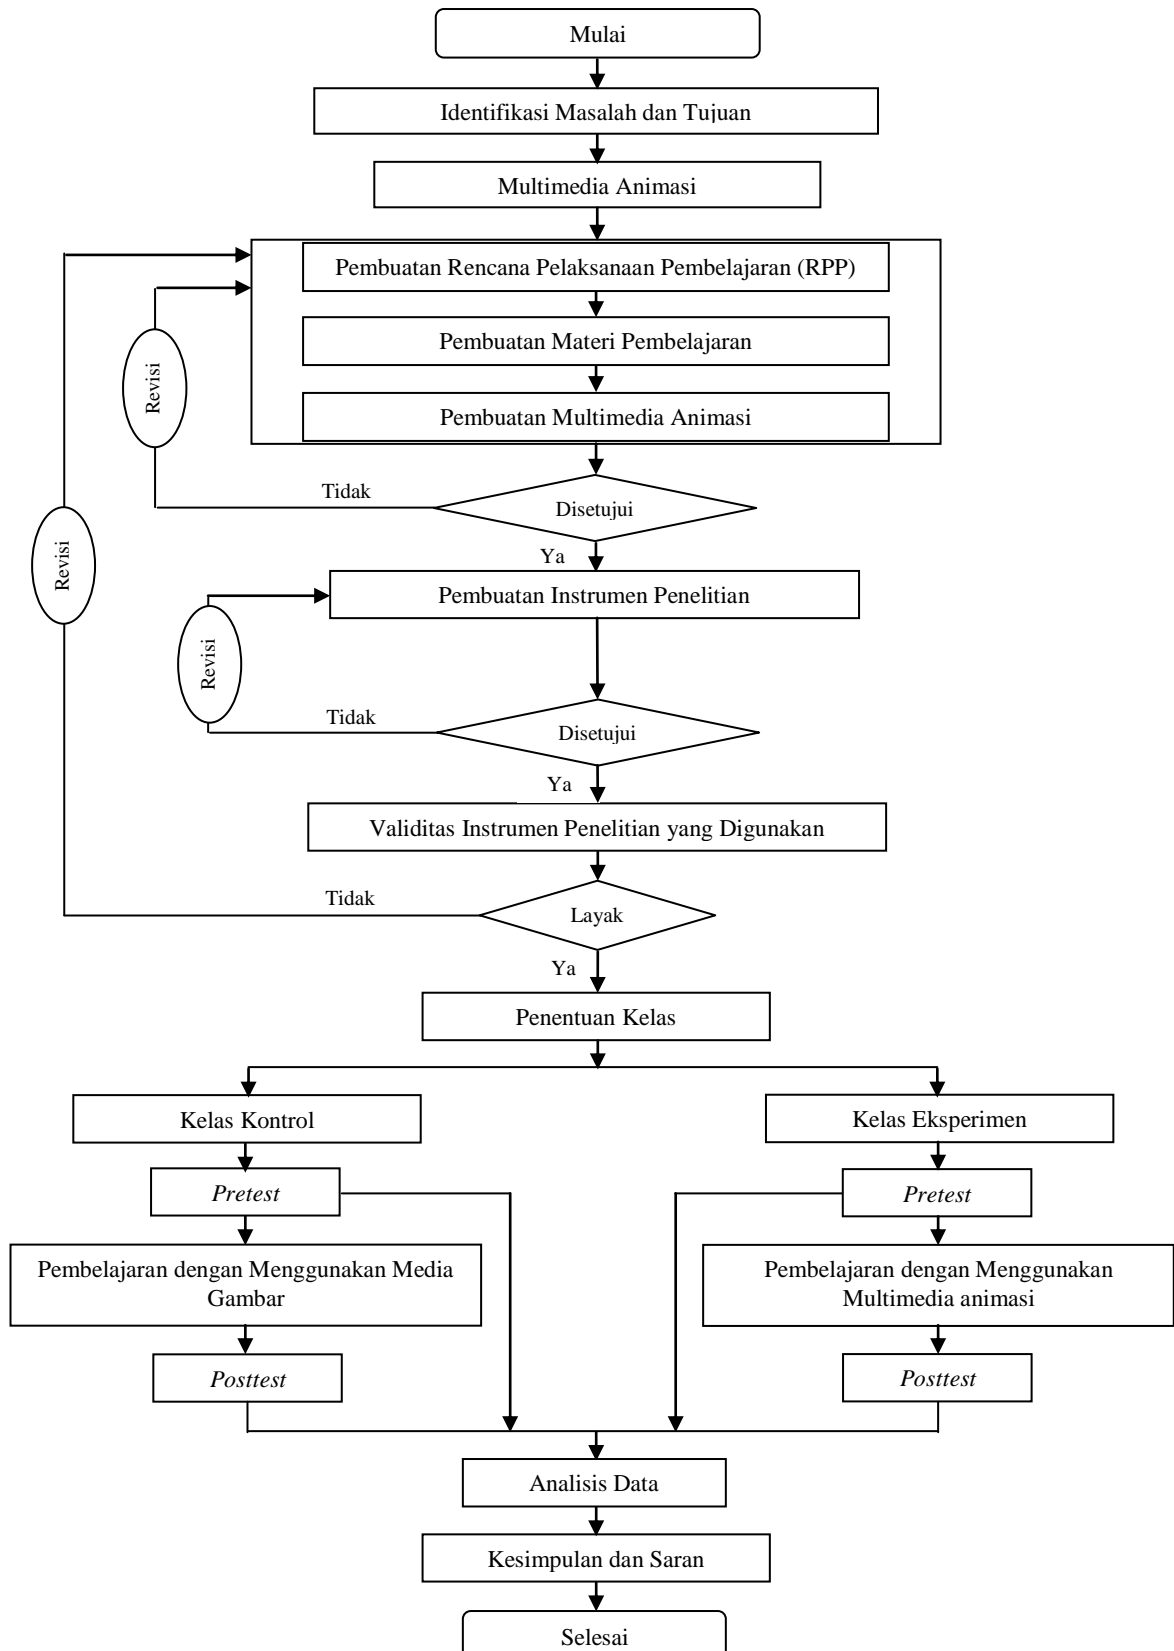 Mulai
Identifikasi Masalah dan Tujuan
Multimedia Animasi
Pembuatan Rencana Pelaksanaan Pembelajaran (RPP)
Pembuatan Materi Pembelajaran
Revisi
Pembuatan Multimedia Animasi
Tidak
Disetujui
Ya
Revisi
Pembuatan Instrumen Penelitian
Revisi
Tidak
Disetujui
Ya
Validitas Instrumen Penelitian yang Digunakan
Tidak
Layak
Ya
Penentuan Kelas
Kelas Kontrol
Kelas Eksperimen
Pretest
Pretest
Pembelajaran dengan Menggunakan Media
Gambar
Pembelajaran dengan Menggunakan
Multimedia animasi
Posttest
Posttest
Analisis Data
Kesimpulan dan Saran
Selesai